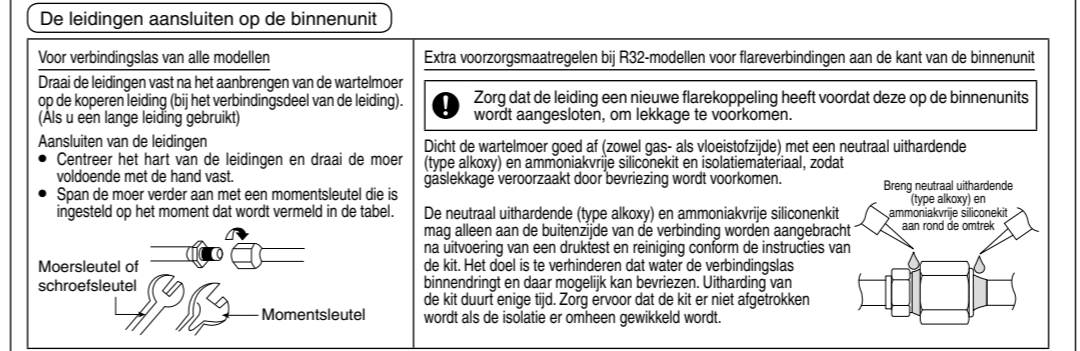 De leidingen aansluiten op de binnenunit
Voor verbindingslas van alle modellen
Draai de leidingen vast na het aanbrengen van de wartelmoer
op de koperen leiding (bij het verbindingsdeel van de leiding).
(Als u een lange leiding gebruikt)
Aansluiten van de leidingen
● Centreer het hart van de leidingen en draai de moer
voldoende met de hand vast.
● Span de moer verder aan met een momentsleutel die is
ingesteld op het moment dat wordt vermeld in de tabel.
Moersleutel of
schroefsleutel
Momentsleutel
Extra voorzorgsmaatregelen bij R32-modellen voor flareverbindingen aan de kant van de binnenunit
Zorg dat de leiding een nieuwe flarekoppeling heeft voordat deze op de binnenunits
wordt aangesloten, om lekkage te voorkomen.
Dicht de wartelmoer goed af (zowel gas- als vloeistofzijde) met een neutraal uithardende
(type alkoxy) en ammoniakvrije siliconekit en isolatiemateriaal, zodat
gaslekkage veroorzaakt door bevriezing wordt voorkomen.
De neutraal uithardende (type alkoxy) en ammoniakvrije siliconenkit
mag alleen aan de buitenzijde van de verbinding worden aangebracht
na uitvoering van een druktest en reiniging conform de instructies van
de kit. Het doel is te verhinderen dat water de verbindingslas
binnendringt en daar mogelijk kan bevriezen. Uitharding van
de kit duurt enige tijd. Zorg ervoor dat de kit er niet afgetrokken
wordt als de isolatie er omheen gewikkeld wordt.
Breng neutraal uithardende
(type alkoxy) en
ammoniakvrije siliconekit
aan rond de omtrek